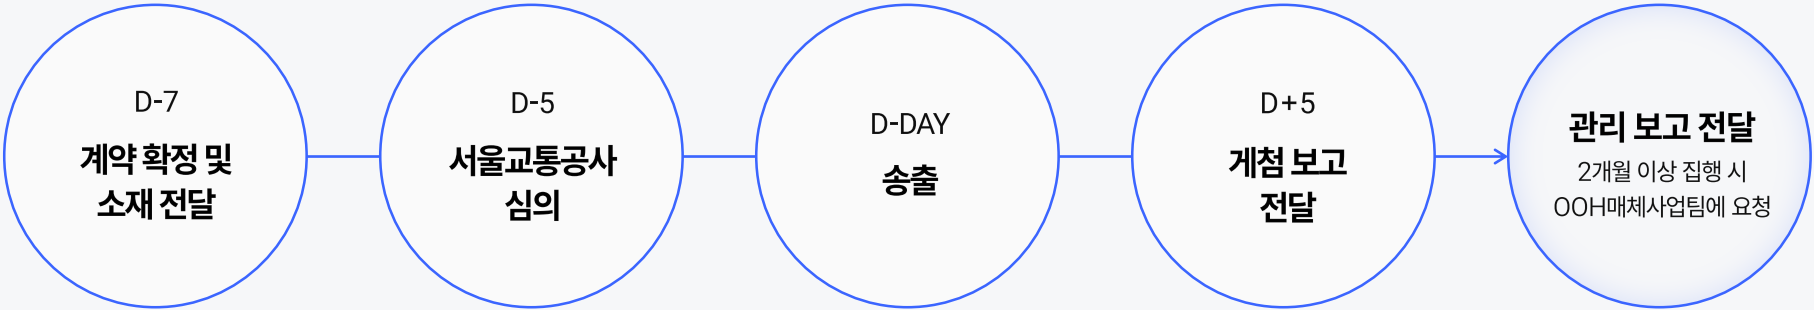 D-7
계약 확정 및
소재 전달
D-5
서울교통공사
심의
D-DAY
송출
D+5
게첨 보고
전달
관리 보고 전달
2개월 이상 집행 시
OOH매체사업팀에 요청